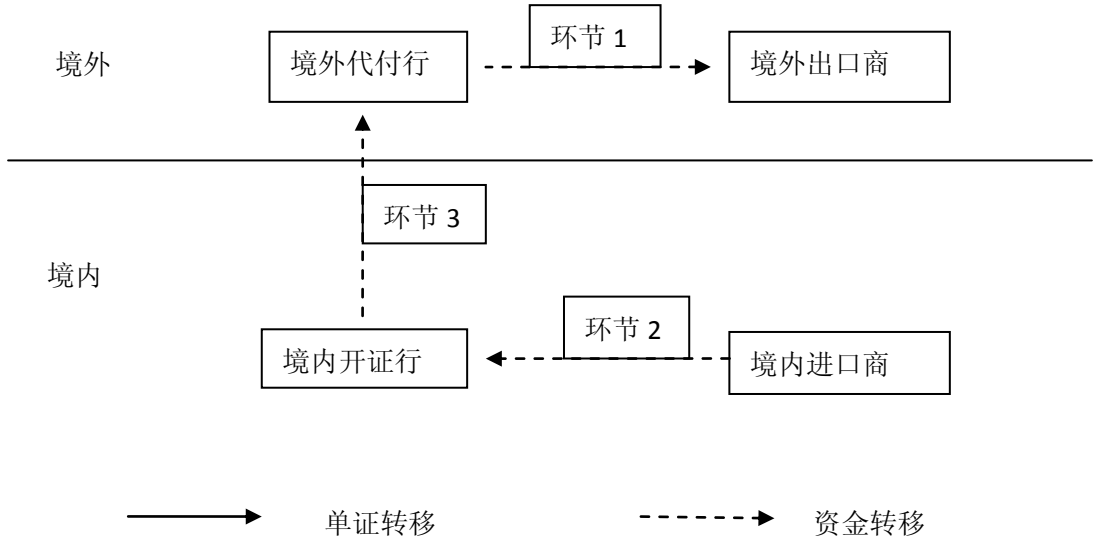 环节 1
境外
境外代付行
境外出口商
环节 3
境内
环节 2
境内开证行
境内进口商
单证转移
资金转移